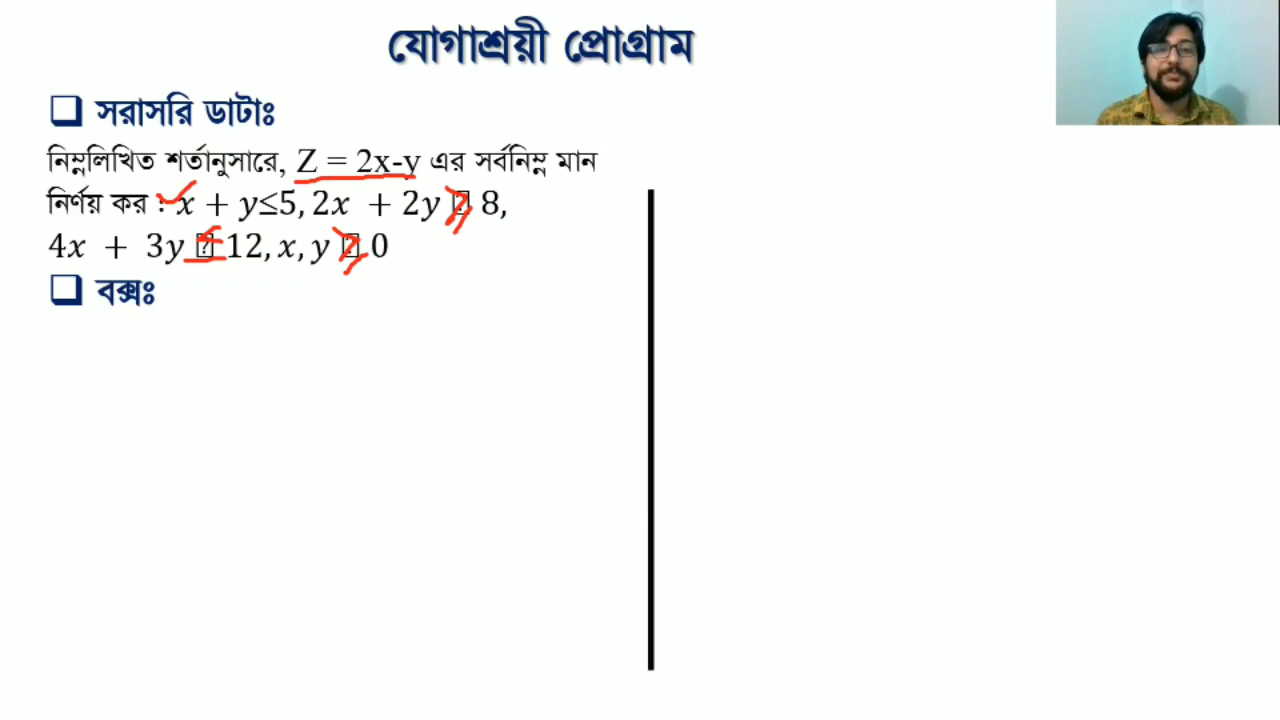 যোগাশ্রয়ী প্রোগ্রাম
সরাসরি ডাটাঃ
নিম্নলিখিত শর্তানুসারে, Z = 2x-y এর সর্বনিম্ন মান
নির্ণয় কর : x + y≤5, 2x + 2y ≥ 8,
4x + 3y ≤ 12, x, y ≥ 0
বক্সঃ